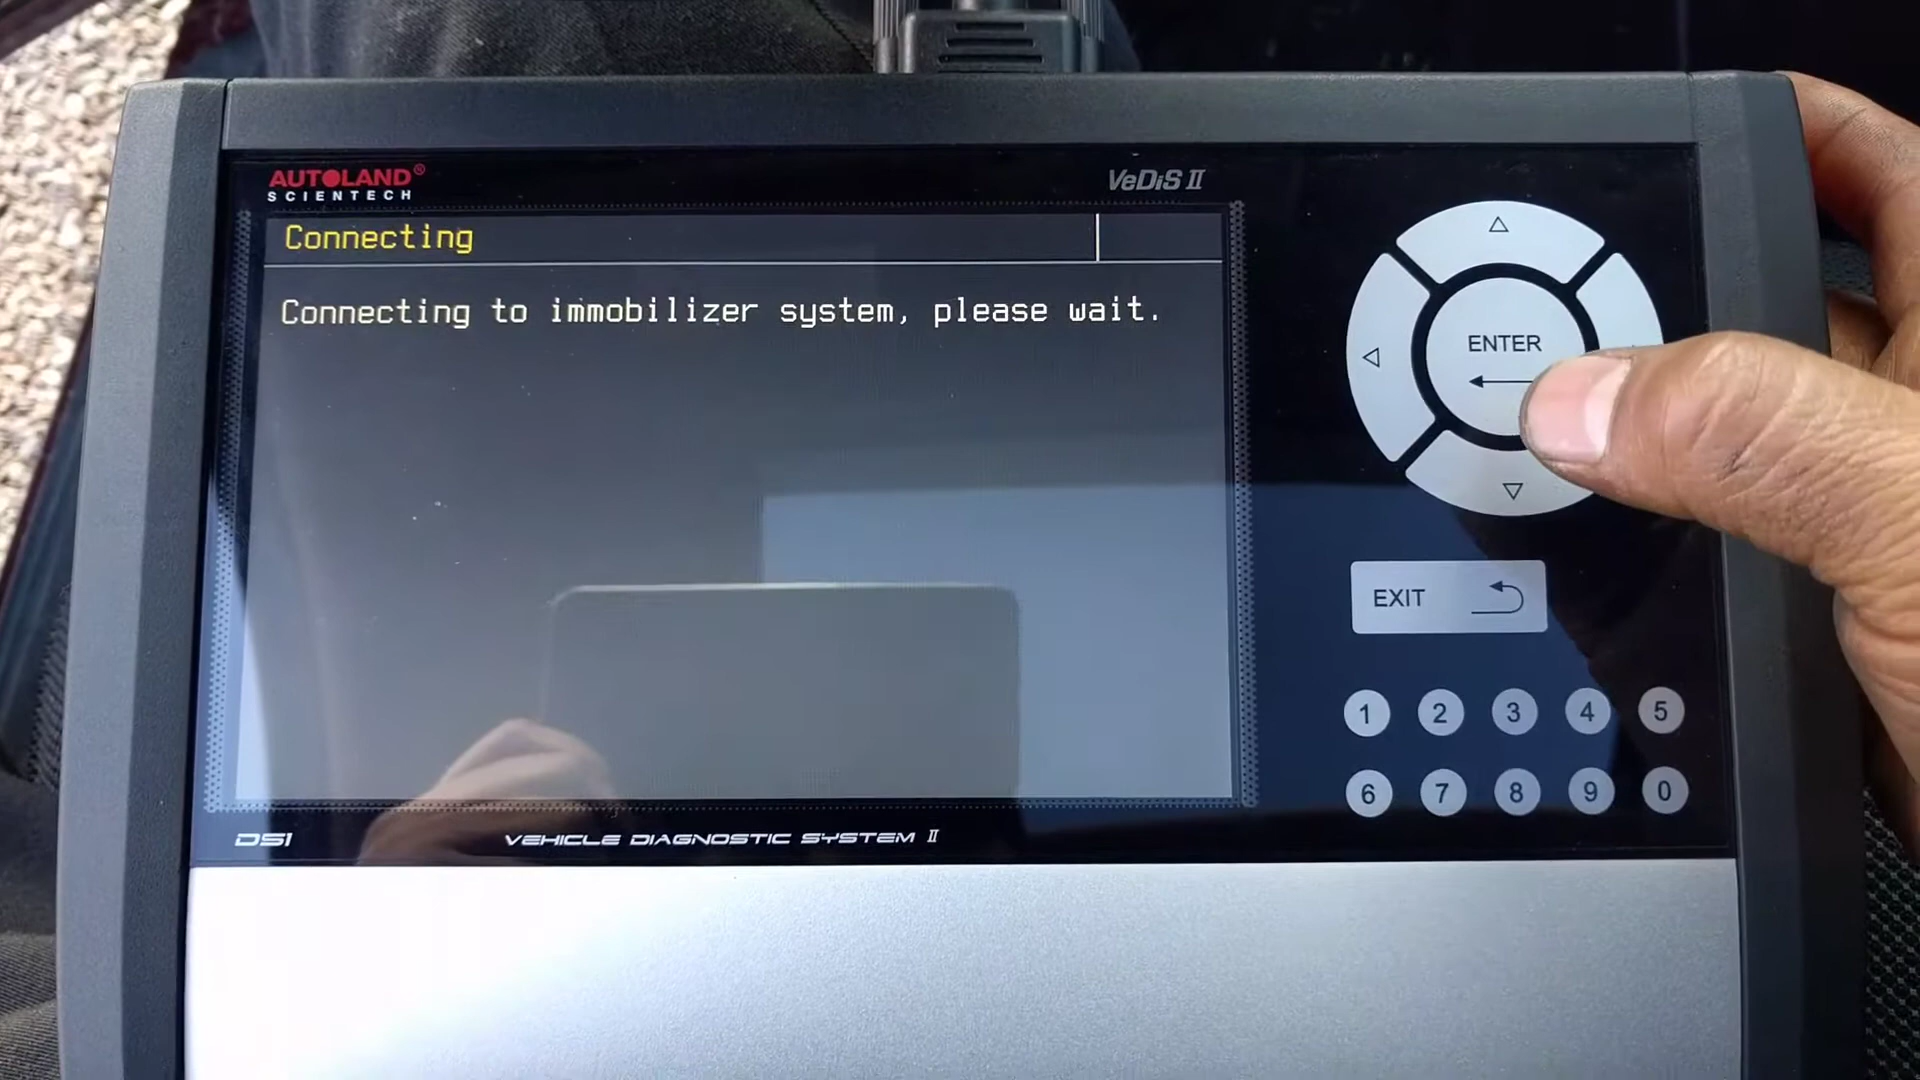 AUTOLAND®
SCIENTECH
VeDiS II
Connecting
Connecting to immobilizer system, please wait.
ENTER
EXIT
1 2 3 4 5
6 7 8 9 0
DS1 VEHICLE DIAGNOSTIC SYSTEM II